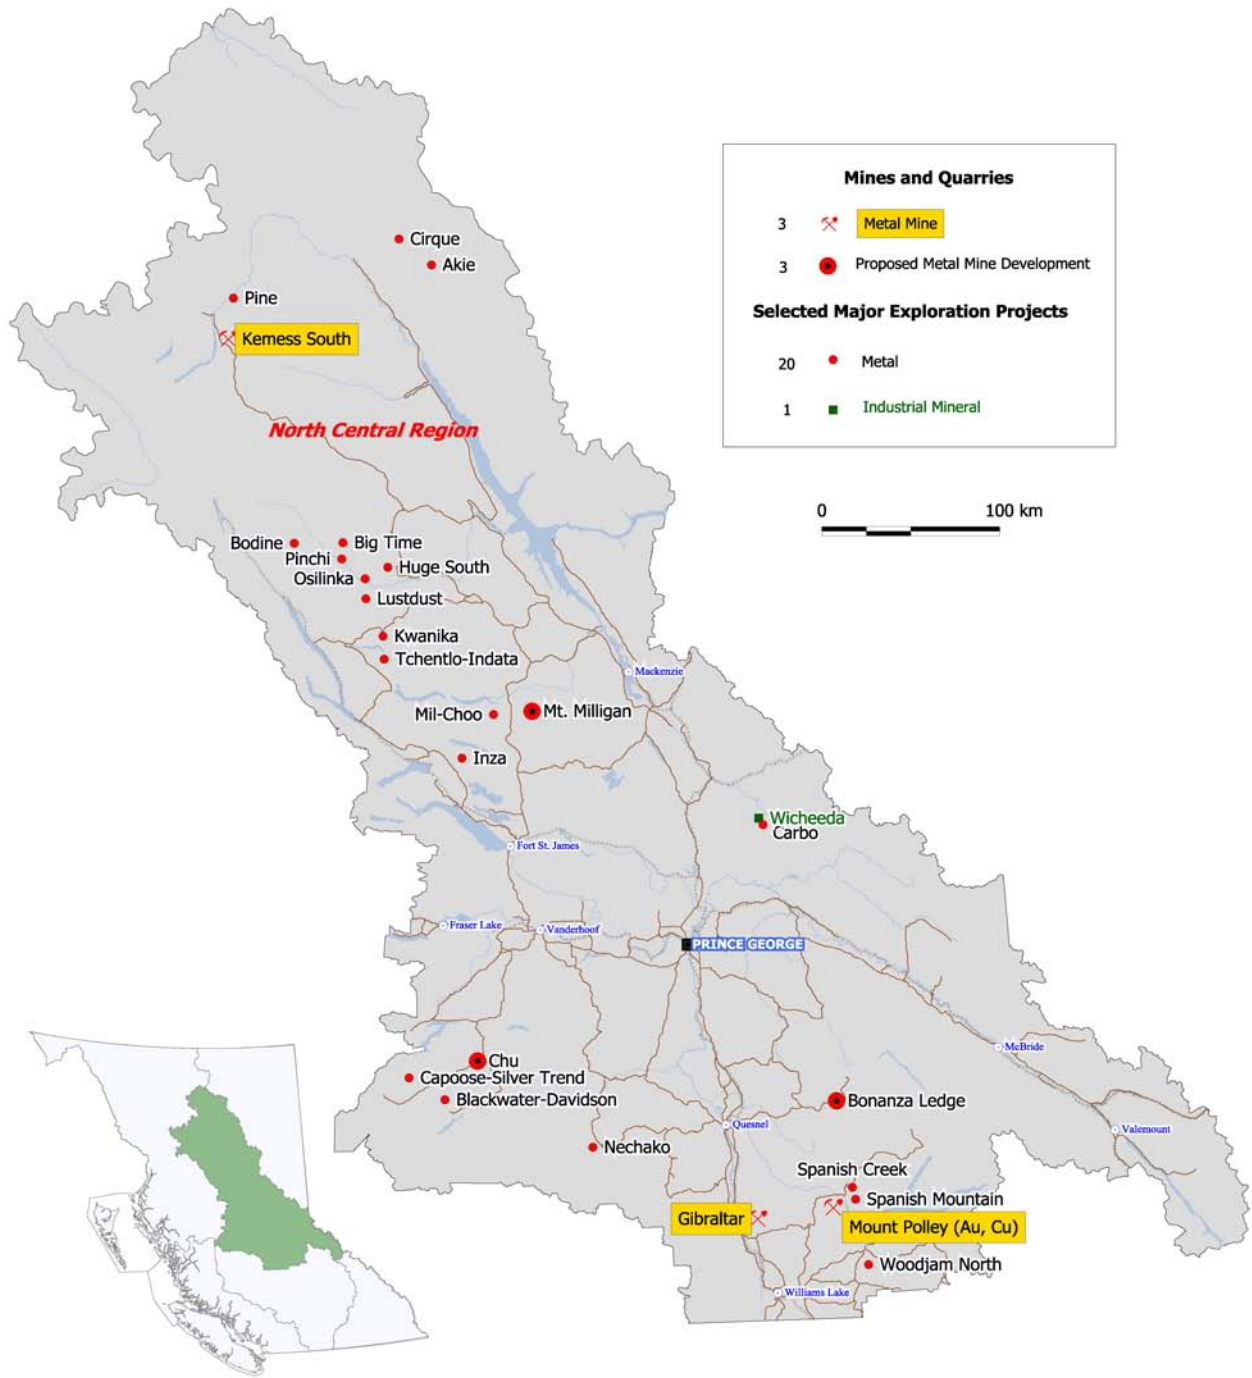 Mines and Quarries
3 Metal Mine
3 Proposed Metal Mine Development
Selected Major Exploration Projects
20 Metal
1 Industrial Mineral
0 100 km
Cirque
Akie
Pine
Kemess South
North Central Region
Bodine
Big Time
Pinchi
Huge South
Osilinka
Lustdust
Kwanika
Tchentlo-Indata
Mackenzie
Mil-Choo
Mt. Milligan
Inza
Wicheeda
Carbo
Fort St. James
Fraser Lake
Vanderhoof
PRINCE GEORGE
McBride
Chu
Capoose-Silver Trend
Blackwater-Davidson
Bonanza Ledge
Quesnel
Valemount
Nechako
Spanish Creek
Spanish Mountain
Gibraltar
Mount Polley (Au, Cu)
Woodjam North
Williams Lake